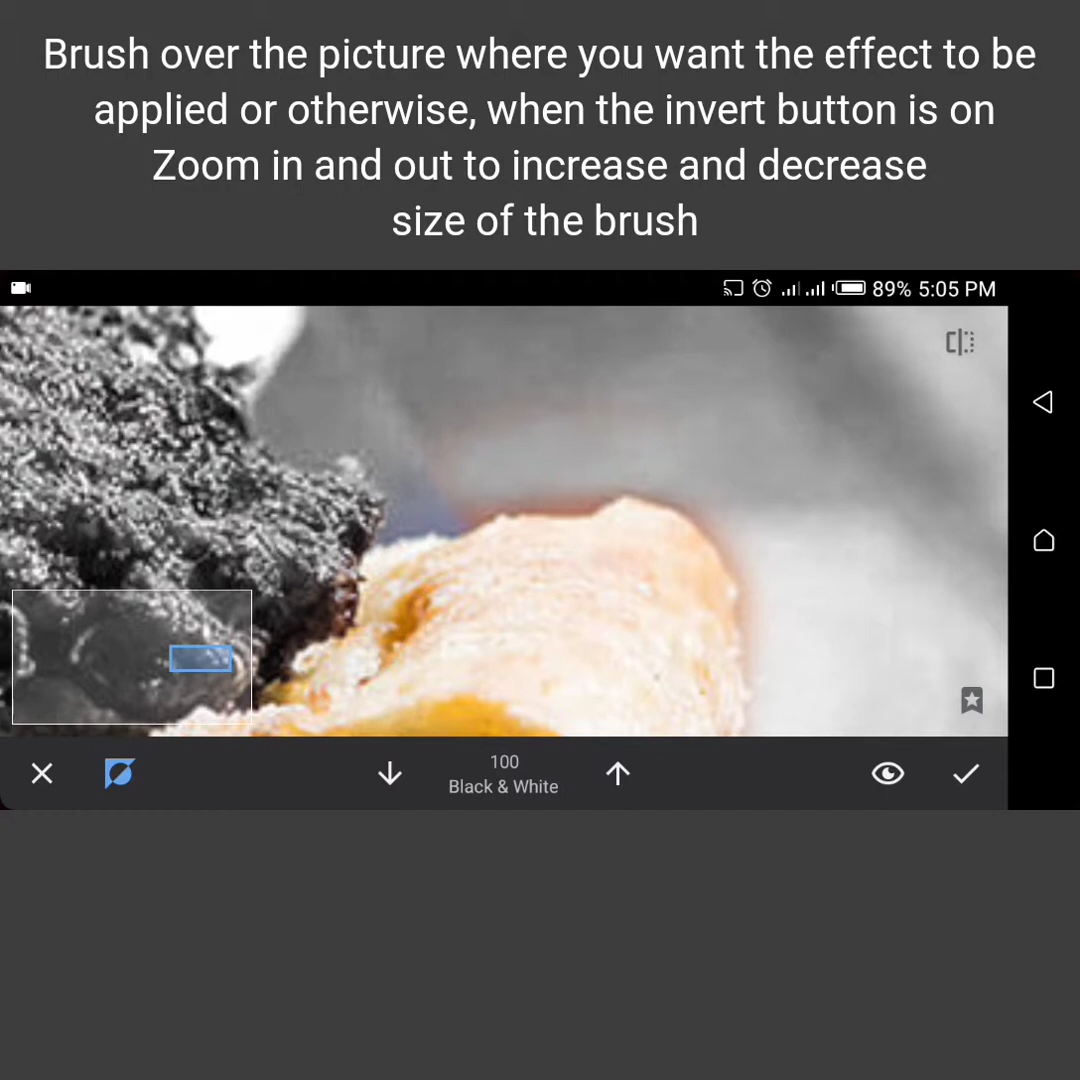 Brush over the picture where you want the effect to be
applied or otherwise, when the invert button is on
Zoom in and out to increase and decrease
size of the brush
89% 5:05 PM
100
Black & White